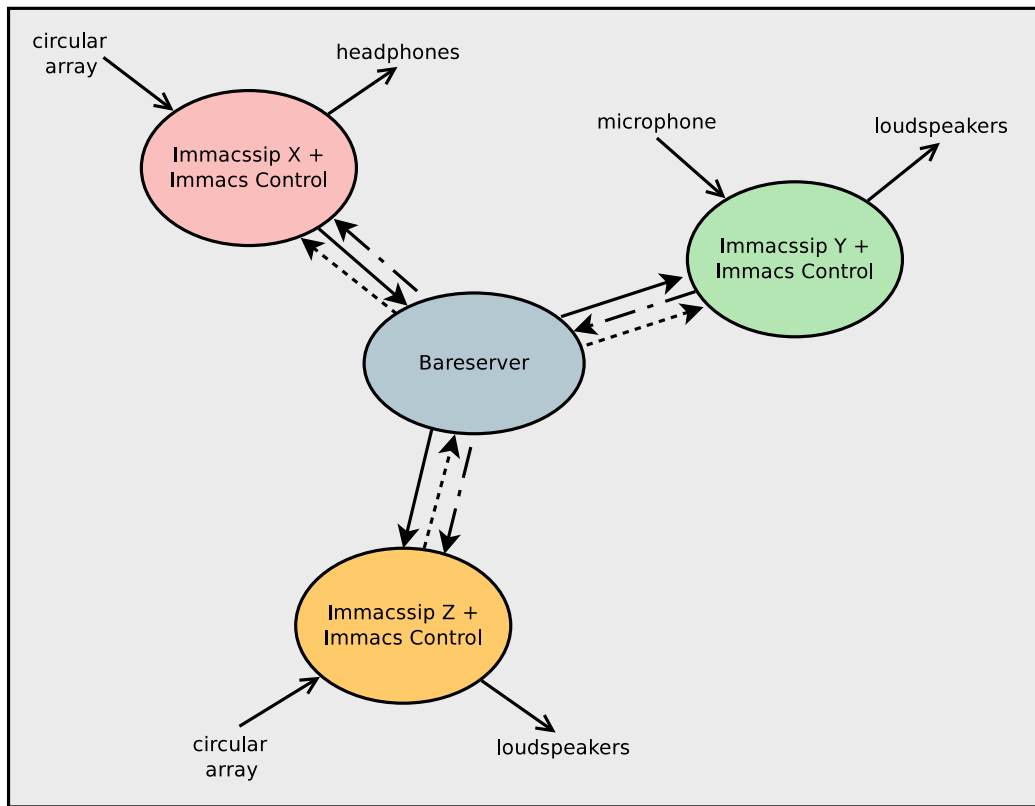 circular
array
headphones
Immacssip X +
Immacs Control
microphone
loudspeakers
Immacssip Y +
Immacs Control
Bareserver
Immacssip Z +
Immacs Control
circular
array
loudspeakers